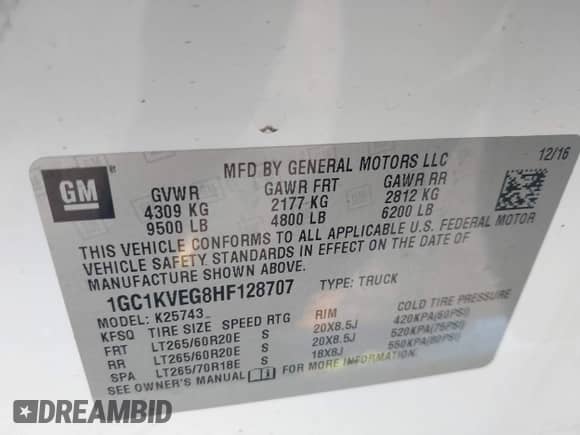 MFD BY GENERAL MOTORS LLC 12/16
GM
GVWR GAWR FRT GAWR RR
4309 KG 2177 KG 2812 KG
9500 LB 4800 LB 6200 LB
THIS VEHICLE CONFORMS TO ALL APPLICABLE U.S. FEDERAL MOTOR
VEHICLE SAFETY STANDARDS IN EFFECT ON THE DATE OF
MANUFACTURE SHOWN ABOVE.
1GC1KVEG8HF128707 TYPE: TRUCK
MODEL: K25743_
KFSQ TIRE SIZE SPEED RTG RIM COLD TIRE PRESSURE
FRT LT265/60R20E S 20X8.5J 420KPA(60PSI)
RR LT265/60R20E S 20X8.5J 520KPA(75PSI)
SPA LT265/70R18E S 18X8J 550KPA(80PSI)
SEE OWNER'S MANUAL FOR MORE INFORMATION.
DREAMBID